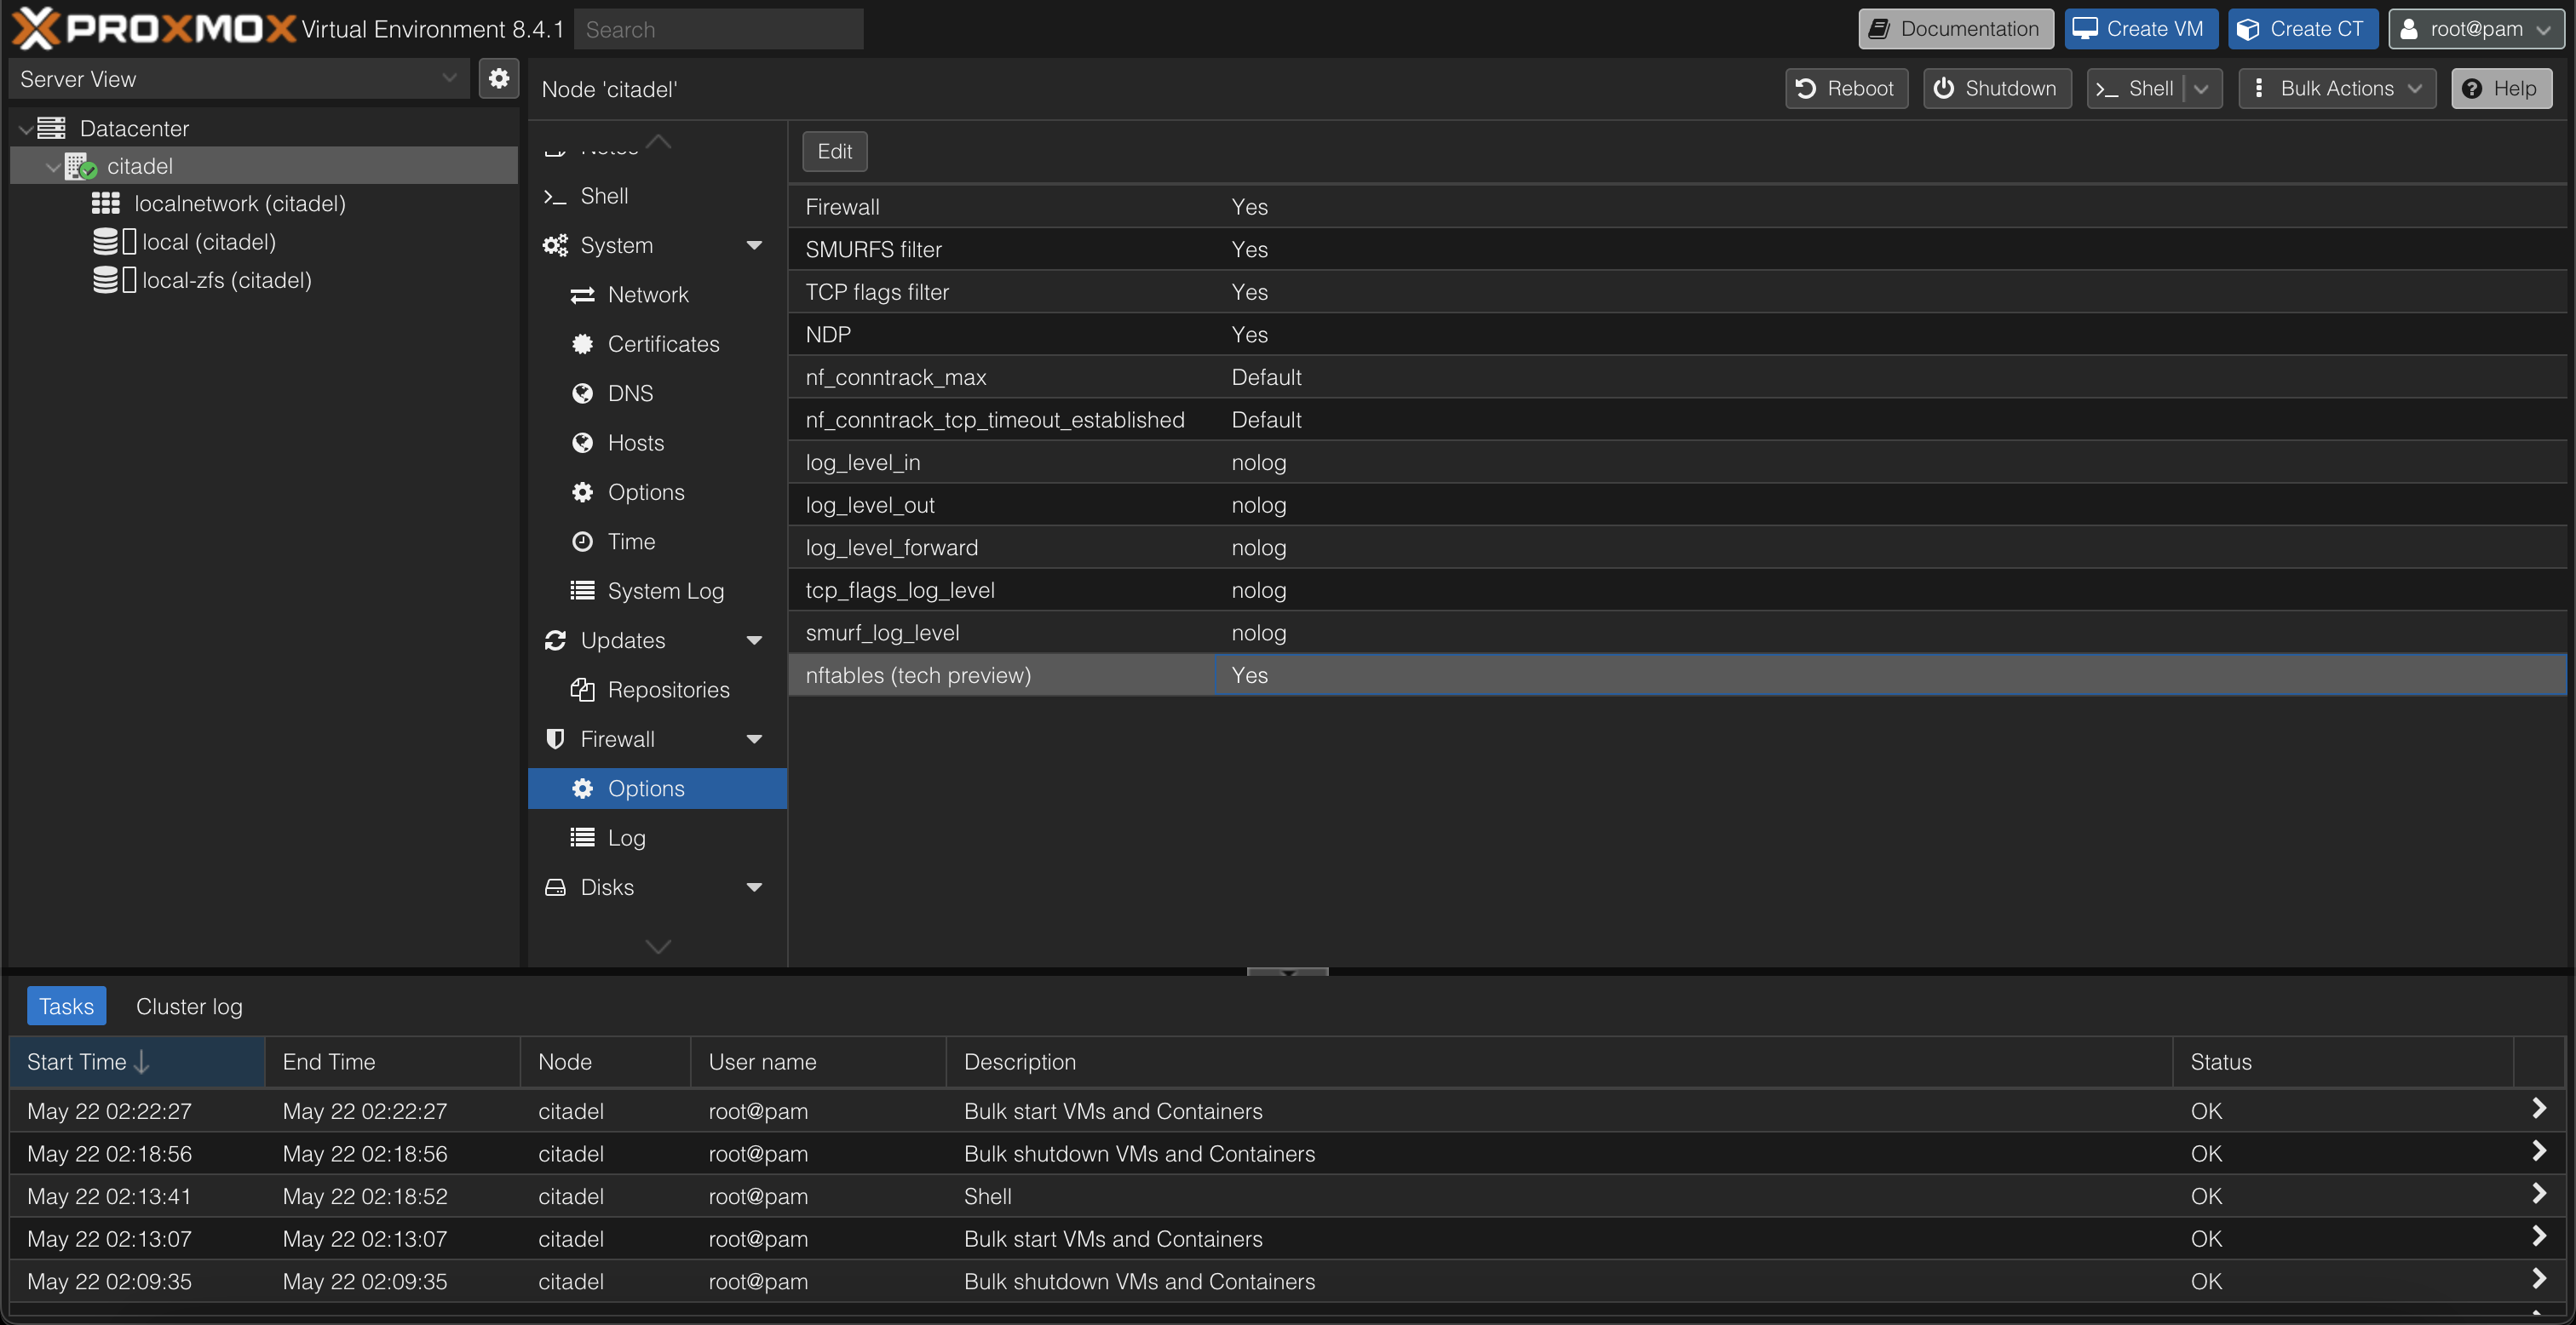 PROXMOX Virtual Environment 8.4.1
Search
Documentation
Create VM
Create CT
root@pam
Server View
Datacenter
citadel
localnetwork (citadel)
local (citadel)
local-zfs (citadel)
Node 'citadel'
Reboot
Shutdown
Shell
Bulk Actions
Help
Notes
Shell
System
Network
Certificates
DNS
Hosts
Options
Time
System Log
Updates
Repositories
Firewall
Options
Log
Disks
Edit
Firewall Yes
SMURFS filter Yes
TCP flags filter Yes
NDP Yes
nf_conntrack_max Default
nf_conntrack_tcp_timeout_established Default
log_level_in nolog
log_level_out nolog
log_level_forward nolog
tcp_flags_log_level nolog
smurf_log_level nolog
nftables (tech preview) Yes
Tasks
Cluster log
Start Time End Time Node User name Description Status
May 22 02:22:27 May 22 02:22:27 citadel root@pam Bulk start VMs and Containers OK
May 22 02:18:56 May 22 02:18:56 citadel root@pam Bulk shutdown VMs and Containers OK
May 22 02:13:41 May 22 02:18:52 citadel root@pam Shell OK
May 22 02:13:07 May 22 02:13:07 citadel root@pam Bulk start VMs and Containers OK
May 22 02:09:35 May 22 02:09:35 citadel root@pam Bulk shutdown VMs and Containers OK